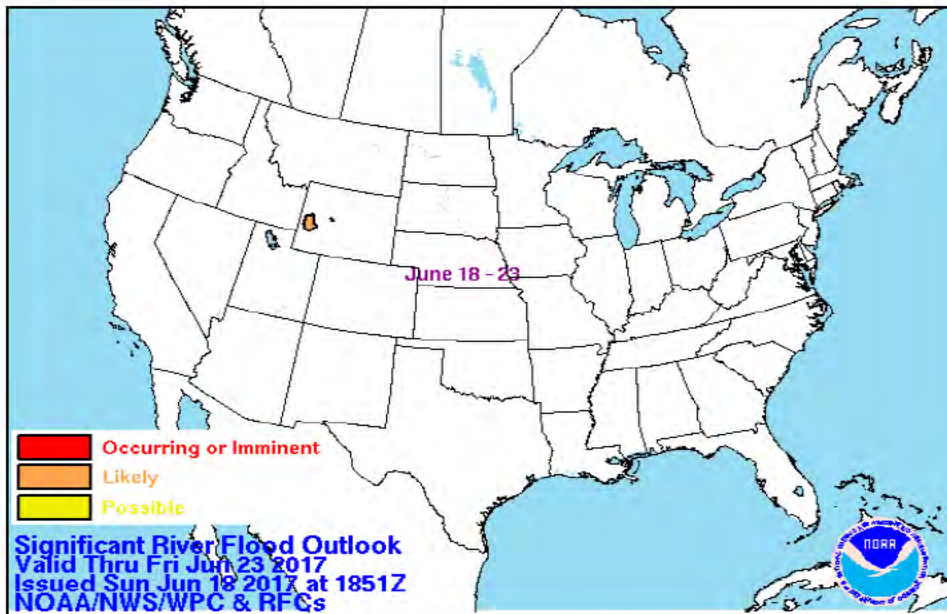 June 18 - 23
Occurring or Imminent
Likely
Possible
Significant River Flood Outlook
Valid Thru Fri Jun 23 2017
Issued Sun Jun 18 2017 at 1851Z
NOAA/NWS/WPC & RFCs
NOAA